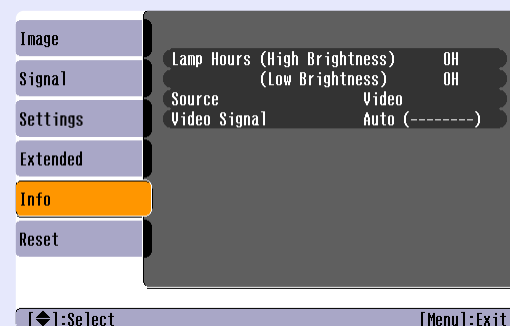 Image
Signal
Settings
Extended
Info
Reset
Lamp Hours (High Brightness) 0H
(Low Brightness) 0H
Source Video
Video Signal Auto (--------)
[◆]:Select [Menu]:Exit